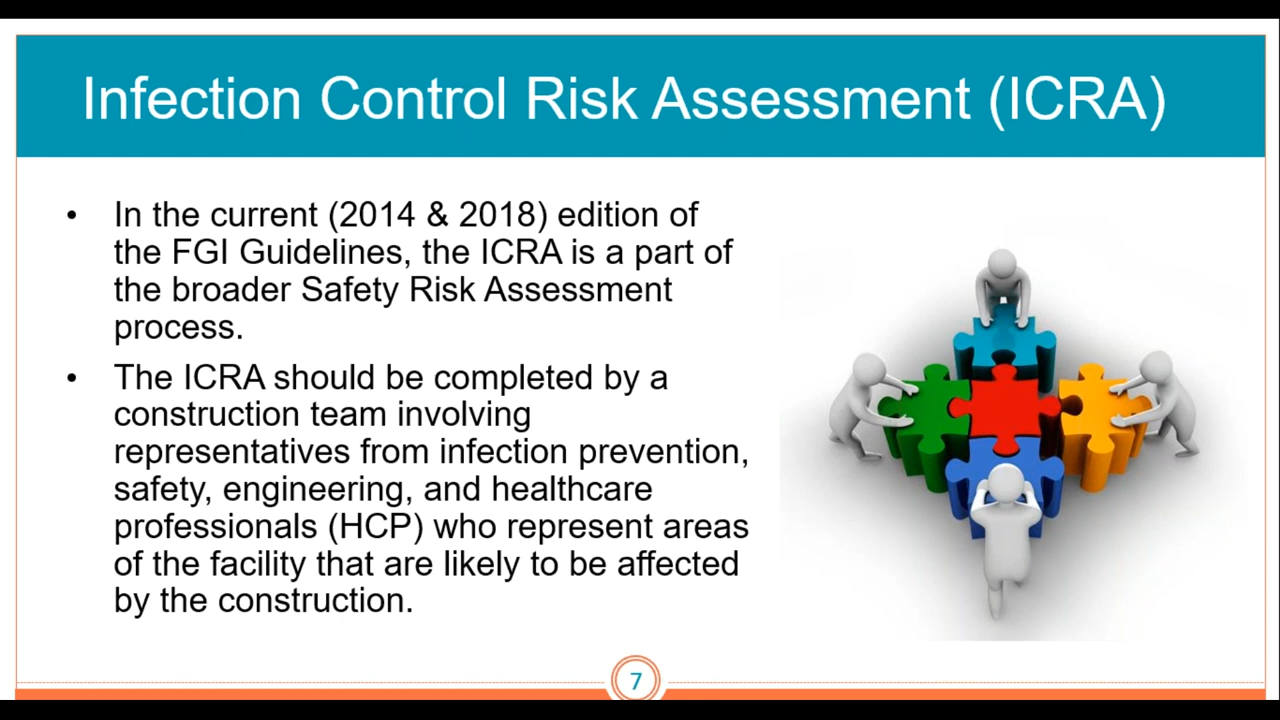 Infection Control Risk Assessment (ICRA)
• In the current (2014 & 2018) edition of
the FGI Guidelines, the ICRA is a part of
the broader Safety Risk Assessment
process.
• The ICRA should be completed by a
construction team involving
representatives from infection prevention,
safety, engineering, and healthcare
professionals (HCP) who represent areas
of the facility that are likely to be affected
by the construction.
7